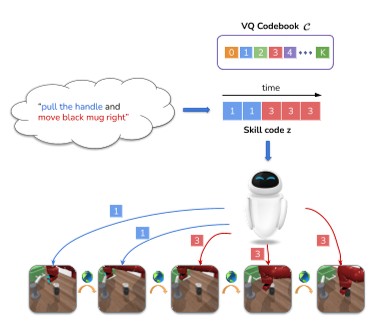 VQ Codebook 𝒞
0 1 2 3 4 ••• K
time
"pull the handle and
move black mug right"
1 1 3 3 3
Skill code z
1
1
3
3
3